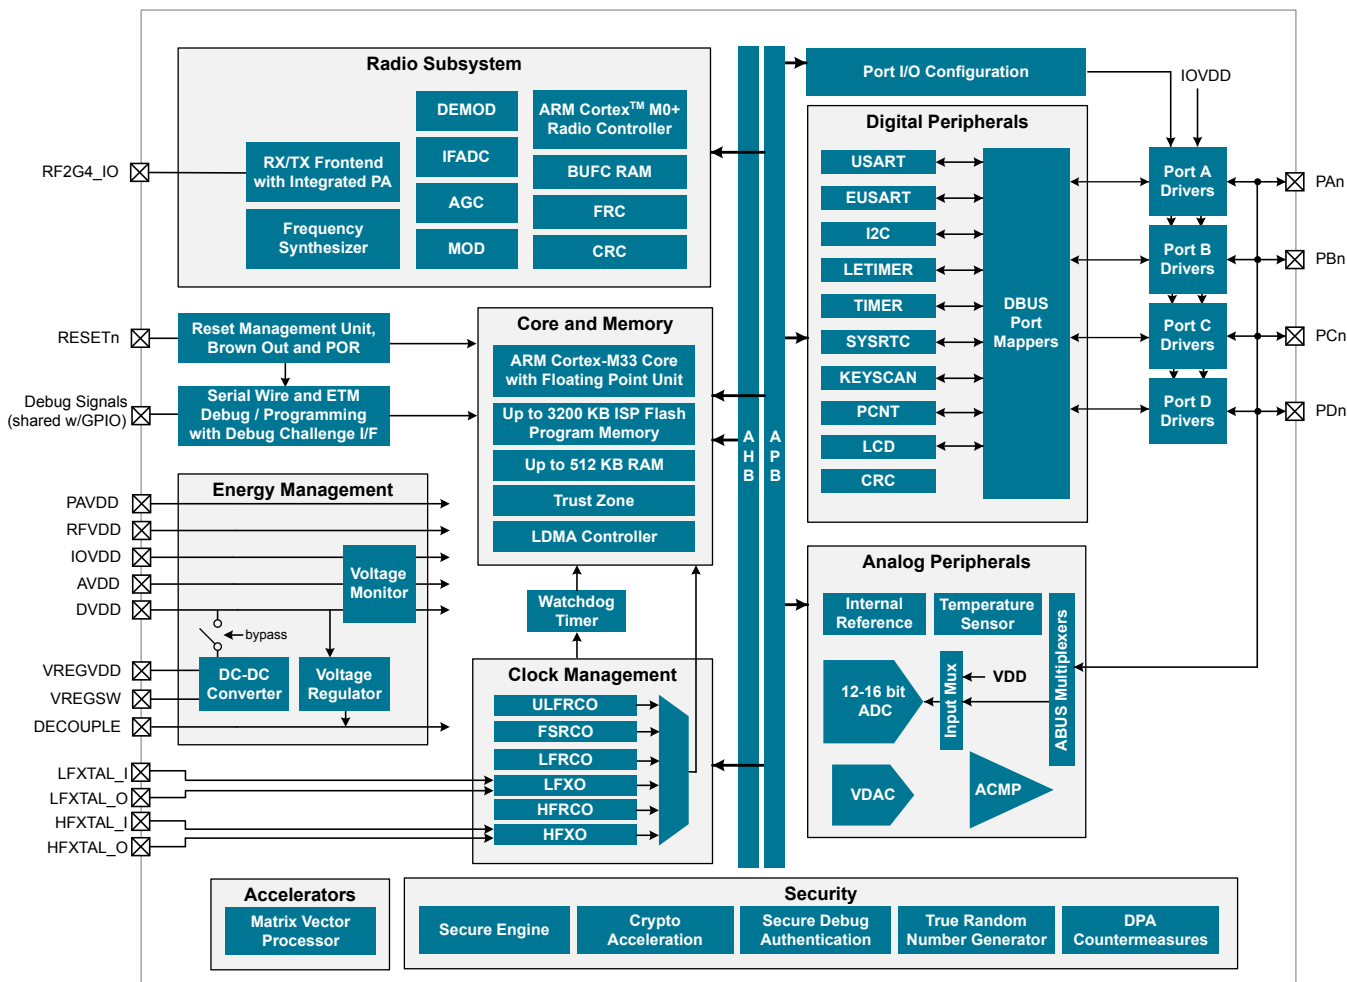 Radio Subsystem
RF2G4_IO
RX/TX Frontend
with Integrated PA
Frequency
Synthesizer
DEMOD
IFADC
AGC
MOD
ARM Cortex™ M0+
Radio Controller
BUFC RAM
FRC
CRC
RESETn
Reset Management Unit,
Brown Out and POR
Debug Signals
(shared w/GPIO)
Serial Wire and ETM
Debug / Programming
with Debug Challenge I/F
Core and Memory
ARM Cortex-M33 Core
with Floating Point Unit
Up to 3200 KB ISP Flash
Program Memory
Up to 512 KB RAM
Trust Zone
LDMA Controller
Energy Management
PAVDD
RFVDD
IOVDD
AVDD
DVDD
VREGVDD
VREGSW
DECOUPLE
Voltage
Monitor
bypass
DC-DC
Converter
Voltage
Regulator
Watchdog
Timer
Clock Management
ULFRCO
FSRCO
LFRCO
LFXO
HFRCO
HFXO
LFXTAL_I
LFXTAL_O
HFXTAL_I
HFXTAL_O
A
H
B
A
P
B
Port I/O Configuration
IOVDD
Digital Peripherals
USART
EUSART
I2C
LETIMER
TIMER
SYSRTC
KEYSCAN
PCNT
LCD
CRC
DBUS
Port
Mappers
Port A
Drivers
Port B
Drivers
Port C
Drivers
Port D
Drivers
PAn
PBn
PCn
PDn
Analog Peripherals
Internal
Reference
Temperature
Sensor
12-16 bit
ADC
Input Mux
VDD
ABUS Multiplexers
VDAC
ACMP
Accelerators
Matrix Vector
Processor
Security
Secure Engine
Crypto
Acceleration
Secure Debug
Authentication
True Random
Number Generator
DPA
Countermeasures